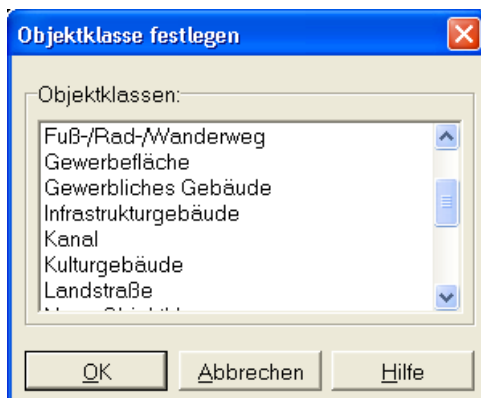 Objektklasse festlegen
Objektklassen:
Fuß-/Rad-/Wanderweg
Gewerbefläche
Gewerbliches Gebäude
Infrastrukturgebäude
Kanal
Kulturgebäude
Landstraße
OK Abbrechen Hilfe